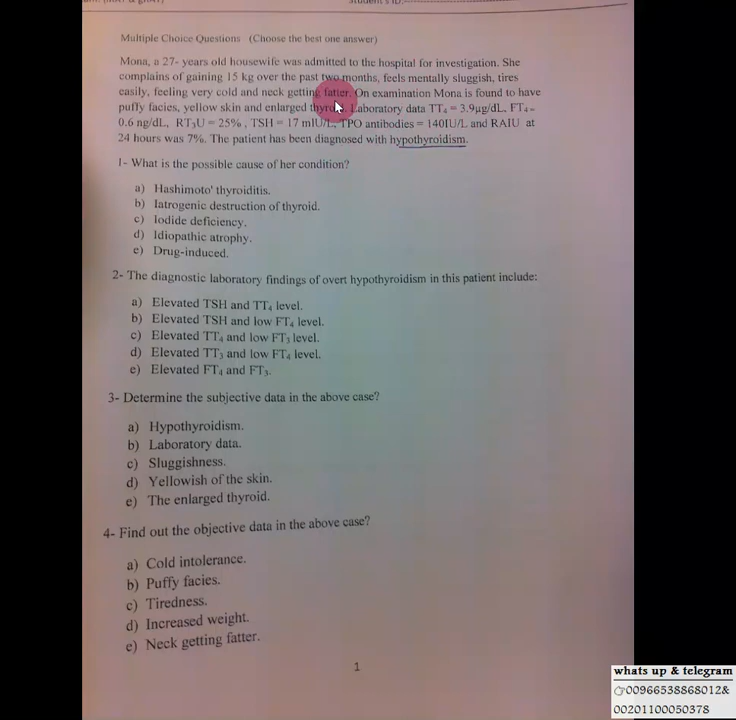 Multiple Choice Questions (Choose the best one answer)
Mona, a 27- years old housewife was admitted to the hospital for investigation. She
complains of gaining 15 kg over the past two months, feels mentally sluggish, tires
easily, feeling very cold and neck getting fatter. On examination Mona is found to have
puffy facies, yellow skin and enlarged thyroid. Laboratory data TT₄ = 3.9µg/dL, FT₄=
0.6 ng/dL, RT₃U = 25% , TSH = 17 mIU/L, TPO antibodies = 140IU/L and RAIU at
24 hours was 7%. The patient has been diagnosed with hypothyroidism.
1- What is the possible cause of her condition?
a) Hashimoto' thyroiditis.
b) Iatrogenic destruction of thyroid.
c) Iodide deficiency.
d) Idiopathic atrophy.
e) Drug-induced.
2- The diagnostic laboratory findings of overt hypothyroidism in this patient include:
a) Elevated TSH and TT₄ level.
b) Elevated TSH and low FT₄ level.
c) Elevated TT₄ and low FT₃ level.
d) Elevated TT₃ and low FT₄ level.
e) Elevated FT₄ and FT₃.
3- Determine the subjective data in the above case?
a) Hypothyroidism.
b) Laboratory data.
c) Sluggishness.
d) Yellowish of the skin.
e) The enlarged thyroid.
4- Find out the objective data in the above case?
a) Cold intolerance.
b) Puffy facies.
c) Tiredness.
d) Increased weight.
e) Neck getting fatter.
1
whats up & telegram
00966538868012&
00201100050378